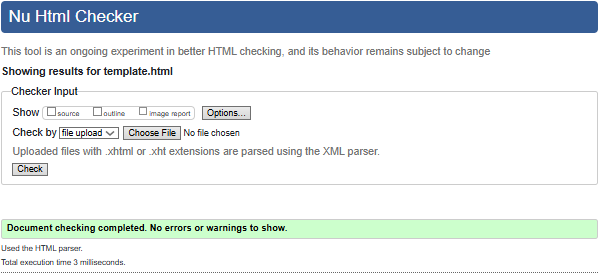 Nu Html Checker
This tool is an ongoing experiment in better HTML checking, and its behavior remains subject to change
Showing results for template.html
Checker Input
Show source outline image report Options...
Check by file upload Choose File No file chosen
Uploaded files with .xhtml or .xht extensions are parsed using the XML parser.
Check
Document checking completed. No errors or warnings to show.
Used the HTML parser.
Total execution time 3 milliseconds.